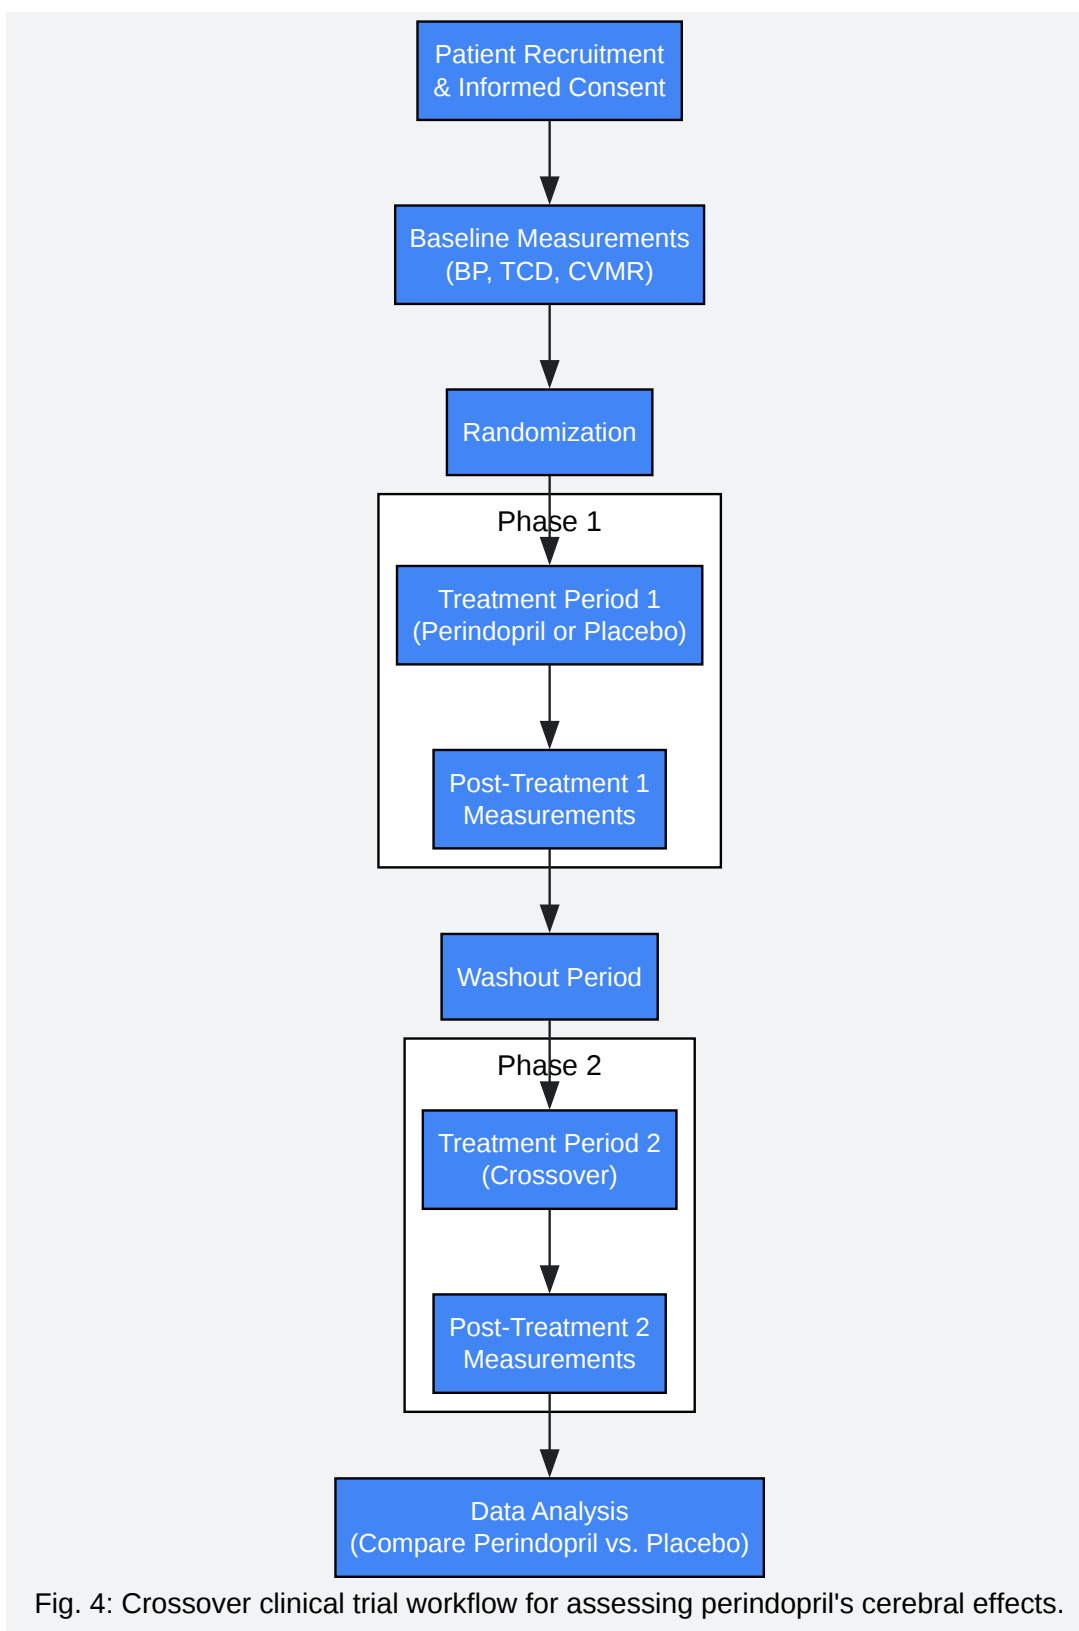 Patient Recruitment
& Informed Consent
Baseline Measurements
(BP, TCD, CVMR)
Randomization
Phase 1
Treatment Period 1
(Perindopril or Placebo)
Post-Treatment 1
Measurements
Washout Period
Phase 2
Treatment Period 2
(Crossover)
Post-Treatment 2
Measurements
Data Analysis
(Compare Perindopril vs. Placebo)
Fig. 4: Crossover clinical trial workflow for assessing perindopril's cerebral effects.